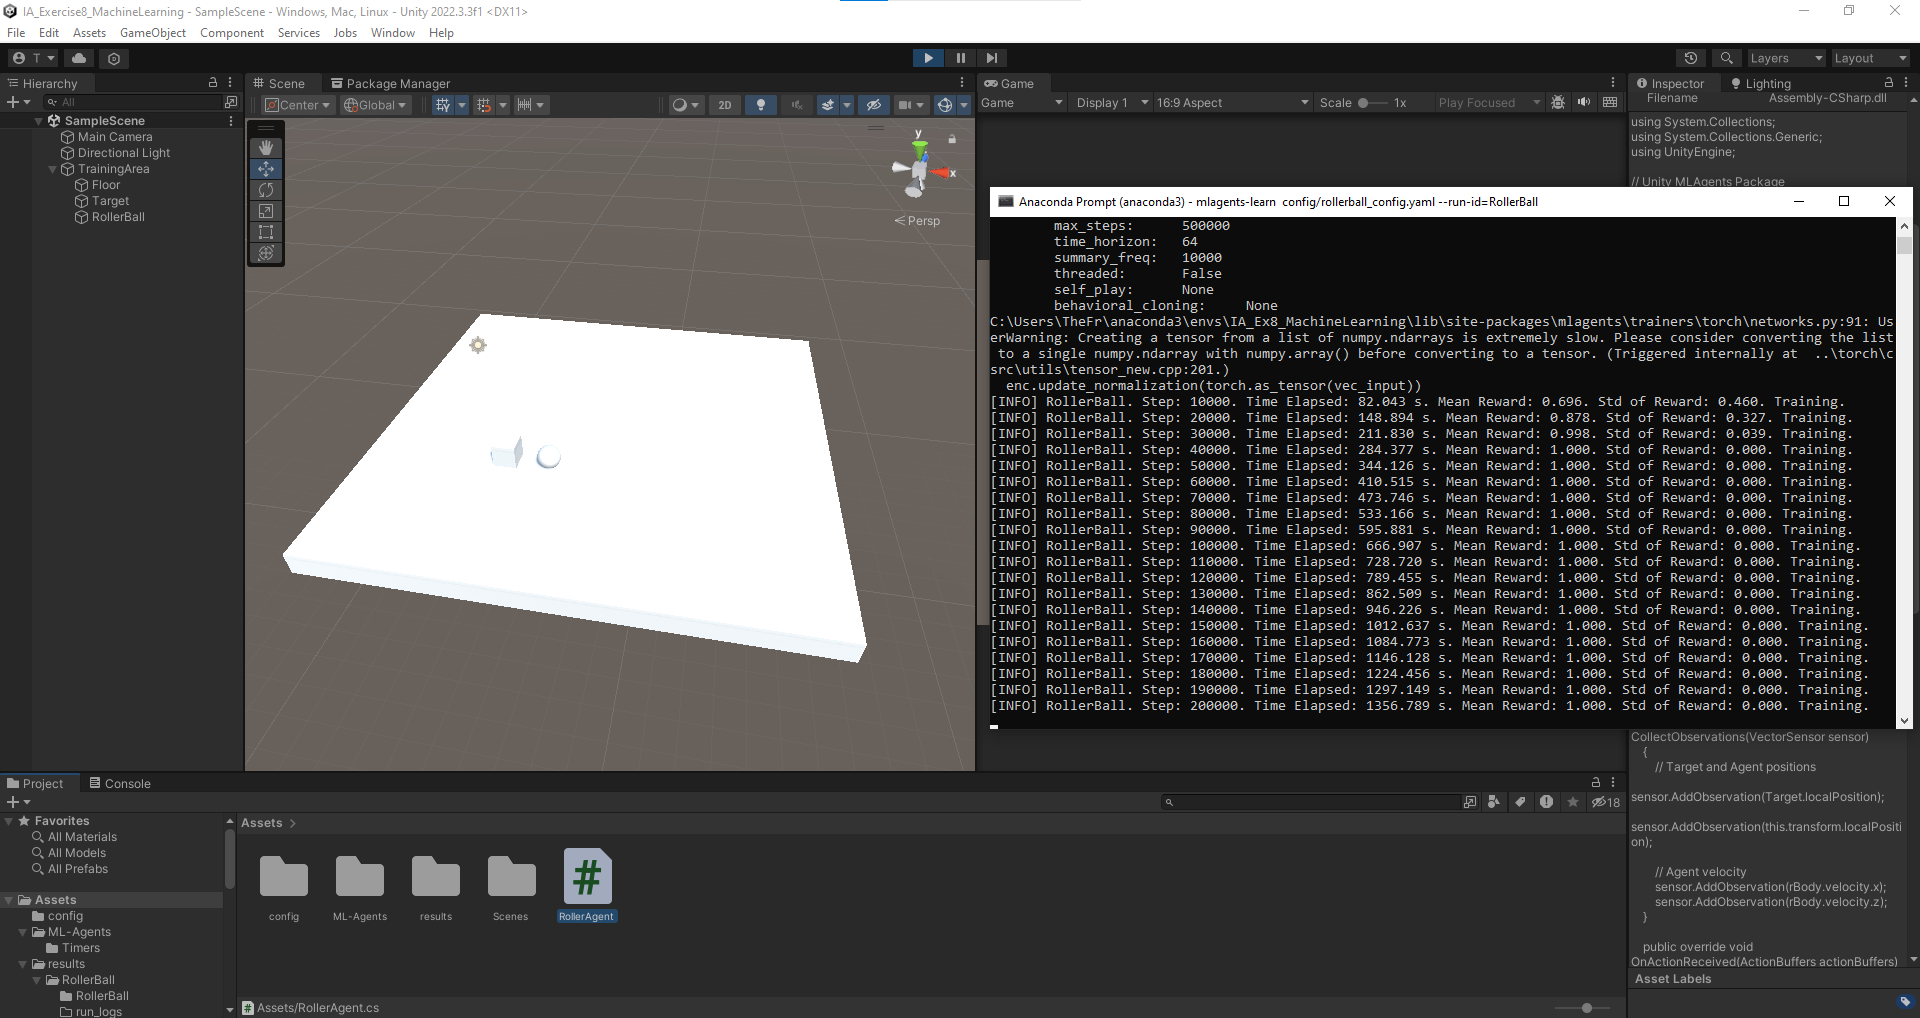 IA_Exercise8_MachineLearning - SampleScene - Windows, Mac, Linux - Unity 2022.3.3f1 <DX11>
File Edit Assets GameObject Component Services Jobs Window Help
T
Layers
Layout
Hierarchy
All
SampleScene
Main Camera
Directional Light
TrainingArea
Floor
Target
RollerBall
Scene Package Manager
Center Global 2D
y
x
Persp
Game
Game Display 1 16:9 Aspect Scale 1x Play Focused
Inspector Lighting
Filename Assembly-CSharp.dll
using System.Collections;
using System.Collections.Generic;
using UnityEngine;
// Unity MLAgents Package
Anaconda Prompt (anaconda3) - mlagents-learn config/rollerball_config.yaml --run-id=RollerBall
max_steps: 500000
time_horizon: 64
summary_freq: 10000
threaded: False
self_play: None
behavioral_cloning: None
C:\Users\TheFr\anaconda3\envs\IA_Ex8_MachineLearning\lib\site-packages\mlagents\trainers\torch\networks.py:91: Us
erWarning: Creating a tensor from a list of numpy.ndarrays is extremely slow. Please consider converting the list
to a single numpy.ndarray with numpy.array() before converting to a tensor. (Triggered internally at ..\torch\c
src\utils\tensor_new.cpp:201.)
enc.update_normalization(torch.as_tensor(vec_input))
[INFO] RollerBall. Step: 10000. Time Elapsed: 82.043 s. Mean Reward: 0.696. Std of Reward: 0.460. Training.
[INFO] RollerBall. Step: 20000. Time Elapsed: 148.894 s. Mean Reward: 0.878. Std of Reward: 0.327. Training.
[INFO] RollerBall. Step: 30000. Time Elapsed: 211.830 s. Mean Reward: 0.998. Std of Reward: 0.039. Training.
[INFO] RollerBall. Step: 40000. Time Elapsed: 284.377 s. Mean Reward: 1.000. Std of Reward: 0.000. Training.
[INFO] RollerBall. Step: 50000. Time Elapsed: 344.126 s. Mean Reward: 1.000. Std of Reward: 0.000. Training.
[INFO] RollerBall. Step: 60000. Time Elapsed: 410.515 s. Mean Reward: 1.000. Std of Reward: 0.000. Training.
[INFO] RollerBall. Step: 70000. Time Elapsed: 473.746 s. Mean Reward: 1.000. Std of Reward: 0.000. Training.
[INFO] RollerBall. Step: 80000. Time Elapsed: 533.166 s. Mean Reward: 1.000. Std of Reward: 0.000. Training.
[INFO] RollerBall. Step: 90000. Time Elapsed: 595.881 s. Mean Reward: 1.000. Std of Reward: 0.000. Training.
[INFO] RollerBall. Step: 100000. Time Elapsed: 666.907 s. Mean Reward: 1.000. Std of Reward: 0.000. Training.
[INFO] RollerBall. Step: 110000. Time Elapsed: 728.720 s. Mean Reward: 1.000. Std of Reward: 0.000. Training.
[INFO] RollerBall. Step: 120000. Time Elapsed: 789.455 s. Mean Reward: 1.000. Std of Reward: 0.000. Training.
[INFO] RollerBall. Step: 130000. Time Elapsed: 862.509 s. Mean Reward: 1.000. Std of Reward: 0.000. Training.
[INFO] RollerBall. Step: 140000. Time Elapsed: 946.226 s. Mean Reward: 1.000. Std of Reward: 0.000. Training.
[INFO] RollerBall. Step: 150000. Time Elapsed: 1012.637 s. Mean Reward: 1.000. Std of Reward: 0.000. Training.
[INFO] RollerBall. Step: 160000. Time Elapsed: 1084.773 s. Mean Reward: 1.000. Std of Reward: 0.000. Training.
[INFO] RollerBall. Step: 170000. Time Elapsed: 1146.128 s. Mean Reward: 1.000. Std of Reward: 0.000. Training.
[INFO] RollerBall. Step: 180000. Time Elapsed: 1224.456 s. Mean Reward: 1.000. Std of Reward: 0.000. Training.
[INFO] RollerBall. Step: 190000. Time Elapsed: 1297.149 s. Mean Reward: 1.000. Std of Reward: 0.000. Training.
[INFO] RollerBall. Step: 200000. Time Elapsed: 1356.789 s. Mean Reward: 1.000. Std of Reward: 0.000. Training.
CollectObservations(VectorSensor sensor)
{
// Target and Agent positions
sensor.AddObservation(Target.localPosition);
sensor.AddObservation(this.transform.localPositi
on);
// Agent velocity
sensor.AddObservation(rBody.velocity.x);
sensor.AddObservation(rBody.velocity.z);
}
public override void
OnActionReceived(ActionBuffers actionBuffers)
Asset Labels
Project Console
18
Favorites
All Materials
All Models
All Prefabs
Assets
config
ML-Agents
Timers
results
RollerBall
RollerBall
run_logs
Assets
config
ML-Agents
results
Scenes
#
RollerAgent
# Assets/RollerAgent.cs